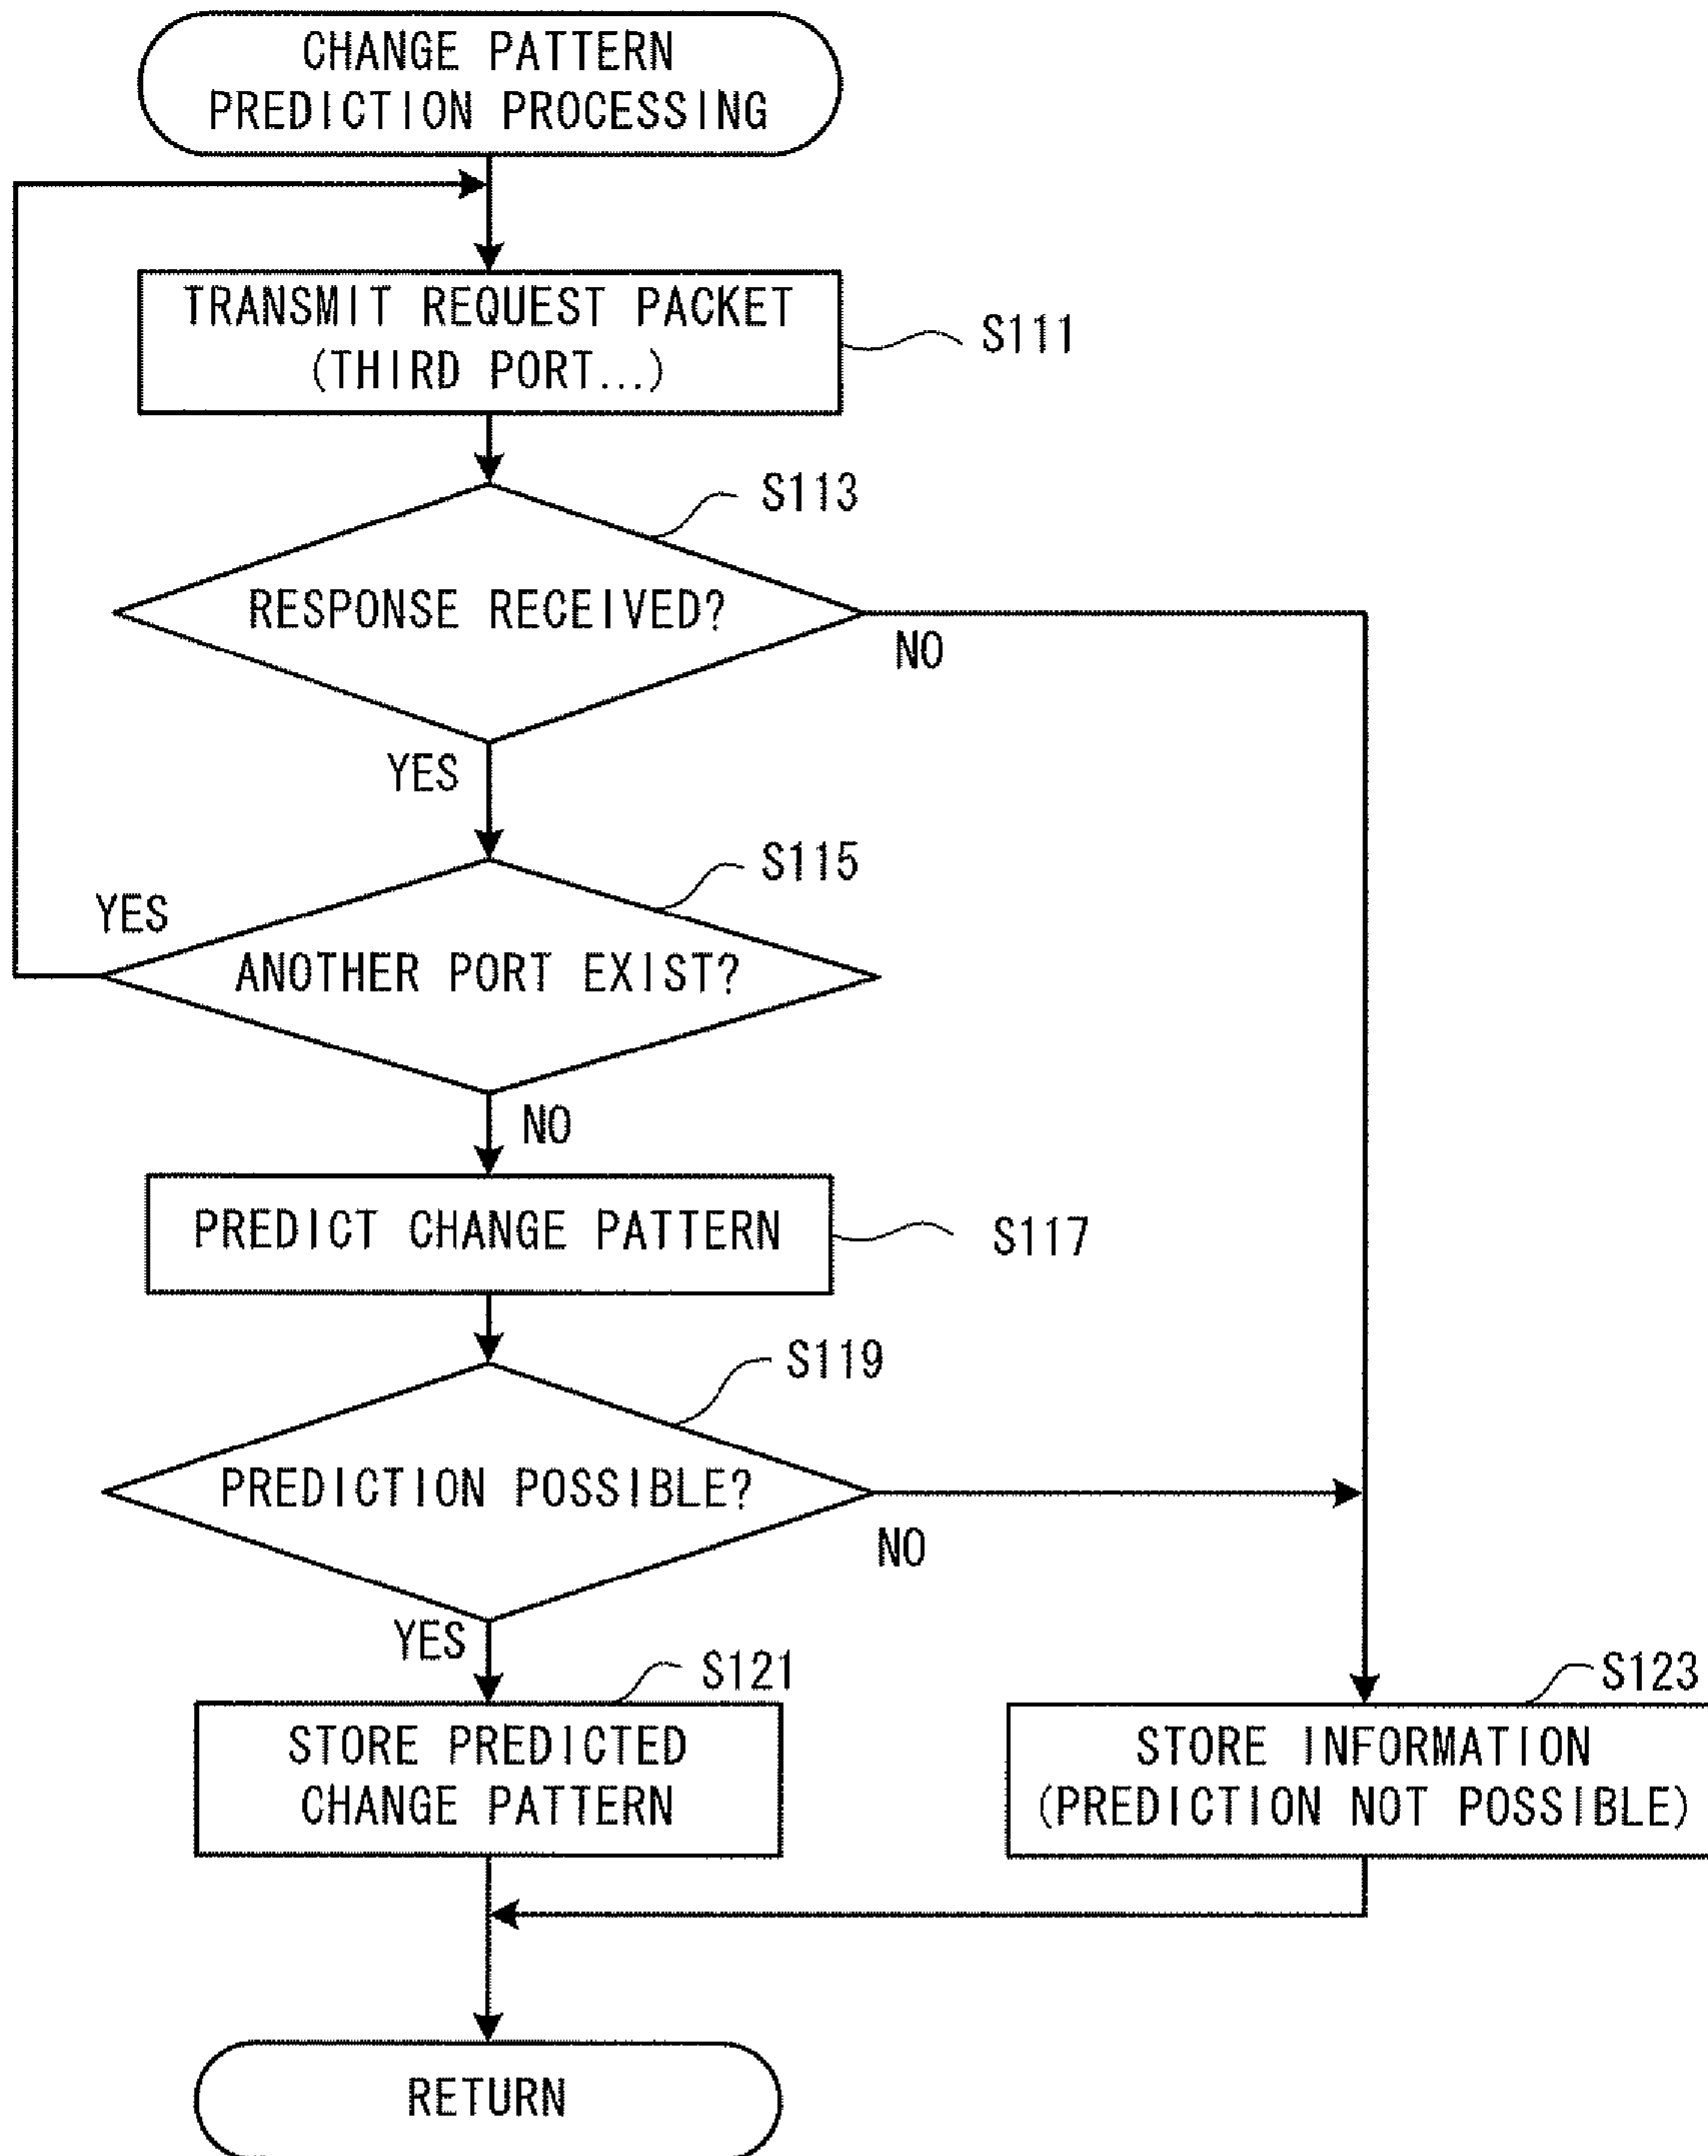 CHANGE PATTERN
PREDICTION PROCESSING
TRANSMIT REQUEST PACKET
(THIRD PORT...)
S111
S113
RESPONSE RECEIVED?
NO
YES
S115
YES
ANOTHER PORT EXIST?
NO
PREDICT CHANGE PATTERN
S117
S119
PREDICTION POSSIBLE?
NO
YES
S121
STORE PREDICTED
CHANGE PATTERN
S123
STORE INFORMATION
(PREDICTION NOT POSSIBLE)
RETURN